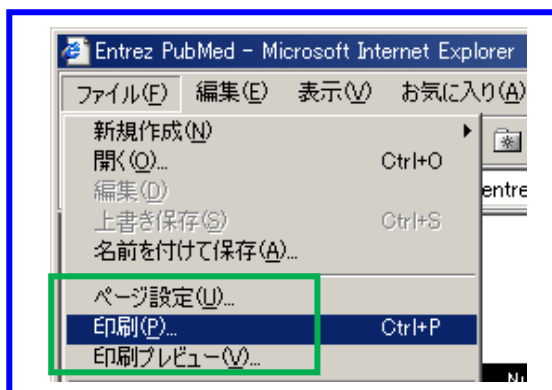 Entrez PubMed - Microsoft Internet Explorer
ファイル(F) 編集(E) 表示(V) お気に入り(A)
新規作成(N)
開く(O)... Ctrl+O
編集(D)
上書き保存(S) Ctrl+S
名前を付けて保存(A)...
ページ設定(U)...
印刷(P)... Ctrl+P
印刷プレビュー(V)...
entre